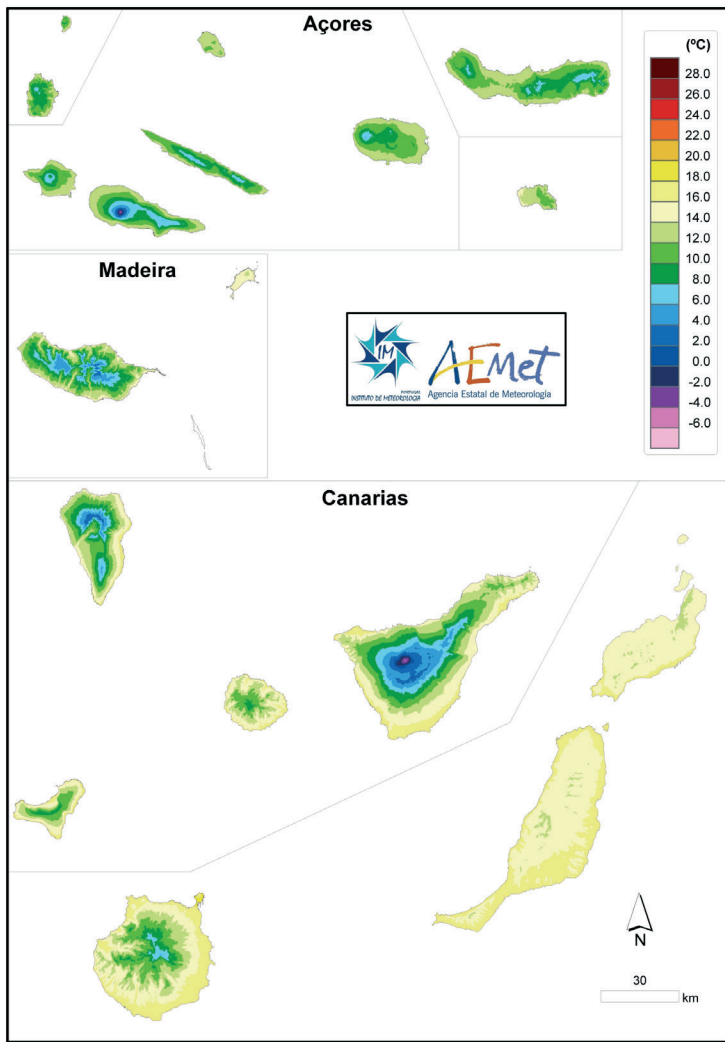 Açores
(ºC)
28.0
26.0
24.0
22.0
20.0
18.0
16.0
14.0
12.0
10.0
8.0
6.0
4.0
2.0
0.0
-2.0
-4.0
-6.0
Madeira
IM
PORTUGAL
INSTITUTO DE METEOROLOGIA
AEMet
Agencia Estatal de Meteorología
Canarias
N
30
km